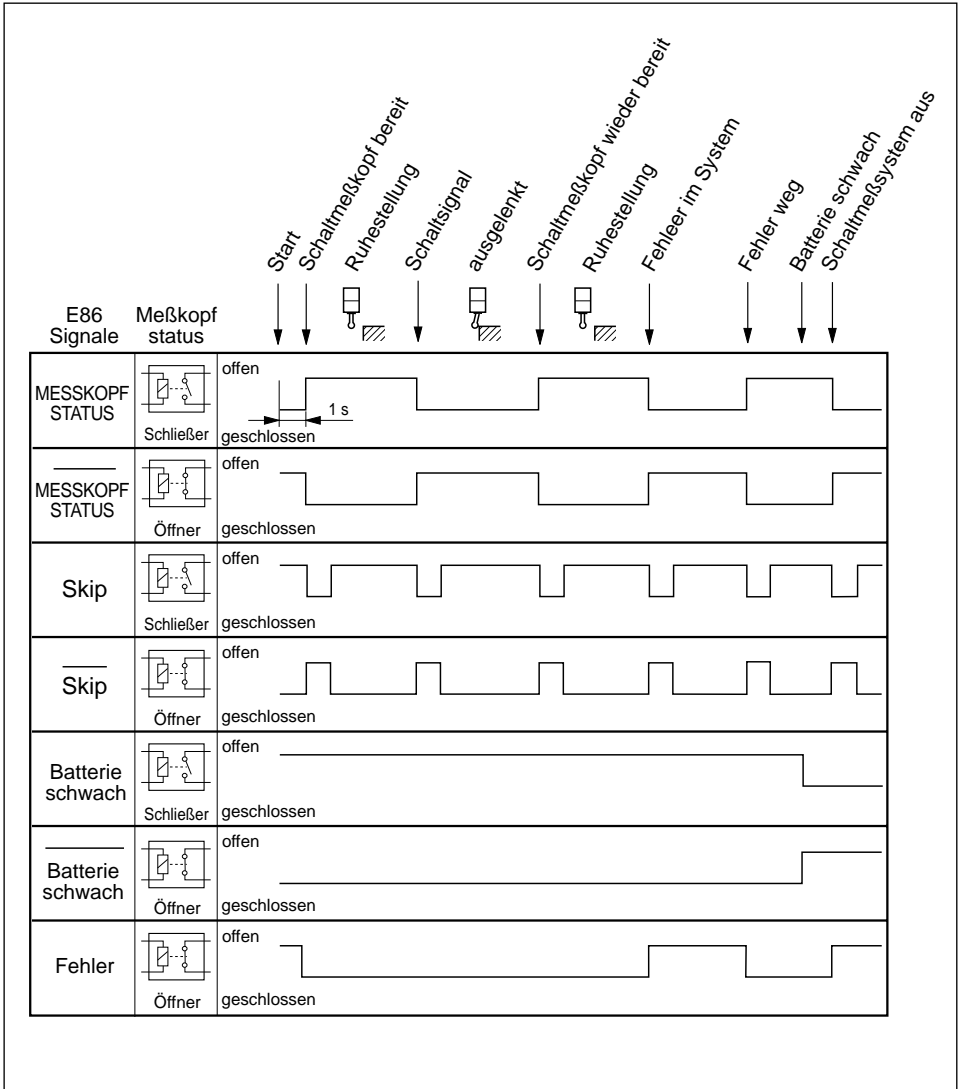 Start
Schaltmeßkopf bereit
Ruhestellung
Schaltsignal
ausgelenkt
Schaltmeßkopf wieder bereit
Ruhestellung
Fehleer im System
Fehler weg
Batterie schwach
Schaltmeßsystem aus
E86
Signale
Meßkopf
status
MESSKOPF
STATUS
Schließer
offen
1 s
geschlossen
MESSKOPF
STATUS
Öffner
offen
geschlossen
Skip
Schließer
offen
geschlossen
Skip
Öffner
offen
geschlossen
Batterie
schwach
Schließer
offen
geschlossen
Batterie
schwach
Öffner
offen
geschlossen
Fehler
Öffner
offen
geschlossen